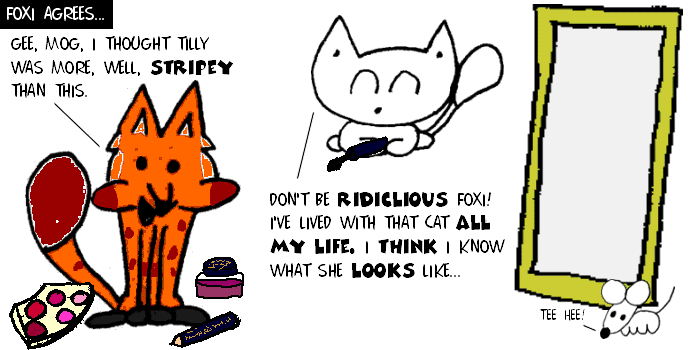 FOXI AGREES...
GEE, MOG, I THOUGHT TILLY
WAS MORE, WELL, STRIPEY
THAN THIS.
DON'T BE RIDICLIOUS FOXI!
I'VE LIVED WITH THAT CAT ALL
MY LIFE. I THINK I KNOW
WHAT SHE LOOKS LIKE...
TEE HEE!